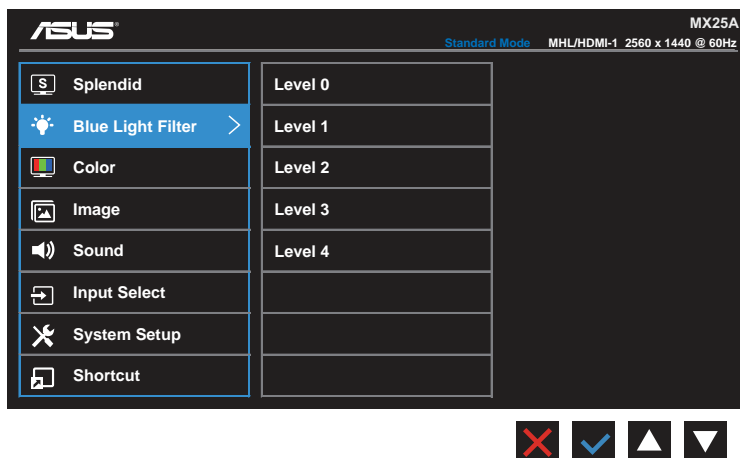 ASUS
MX25A
Standard Mode MHL/HDMI-1 2560 x 1440 @ 60Hz
S Splendid
Blue Light Filter
Color
Image
Sound
Input Select
System Setup
Shortcut
Level 0
Level 1
Level 2
Level 3
Level 4